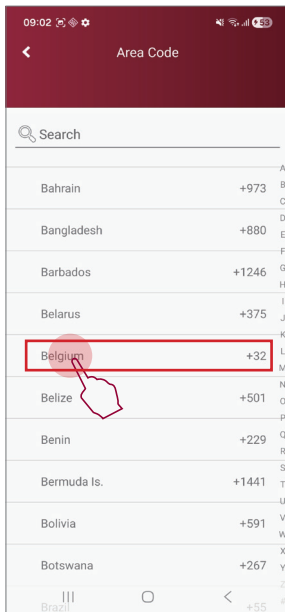 09:02 53
Area Code
Search
Bahrain +973
Bangladesh +880
Barbados +1246
Belarus +375
Belgium +32
Belize +501
Benin +229
Bermuda Is. +1441
Bolivia +591
Botswana +267
Brazil +55
A
B
C
D
E
F
G
H
I
J
K
L
M
N
O
P
Q
R
S
T
U
V
W
X
Y
Z
#